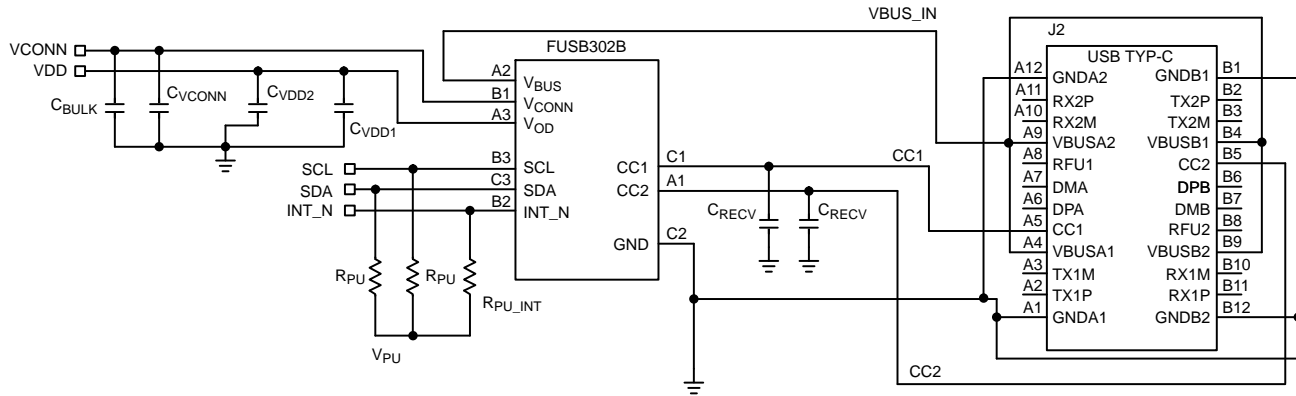 VBUS_IN
J2
FUSB302B
USB TYP-C
VCONN
VDD
CBULK
CVCONN
CVDD2
CVDD1
SCL
SDA
INT_N
RPU
RPU
RPU_INT
VPU
A2
B1
A3
B3
C3
B2
VBUS
VCONN
VOD
SCL
SDA
INT_N
CC1
CC2
GND
C1
A1
C2
CRECV
CRECV
CC1
CC2
A12 GNDA2 GNDB1 B1
A11 RX2P TX2P B2
A10 RX2M TX2M B3
A9 VBUSA2 VBUSB1 B4
A8 RFU1 CC2 B5
A7 DMA DPB B6
A6 DPA DMB B7
A5 CC1 RFU2 B8
A4 VBUSA1 VBUSB2 B9
A3 TX1M RX1M B10
A2 TX1P RX1P B11
A1 GNDA1 GNDB2 B12